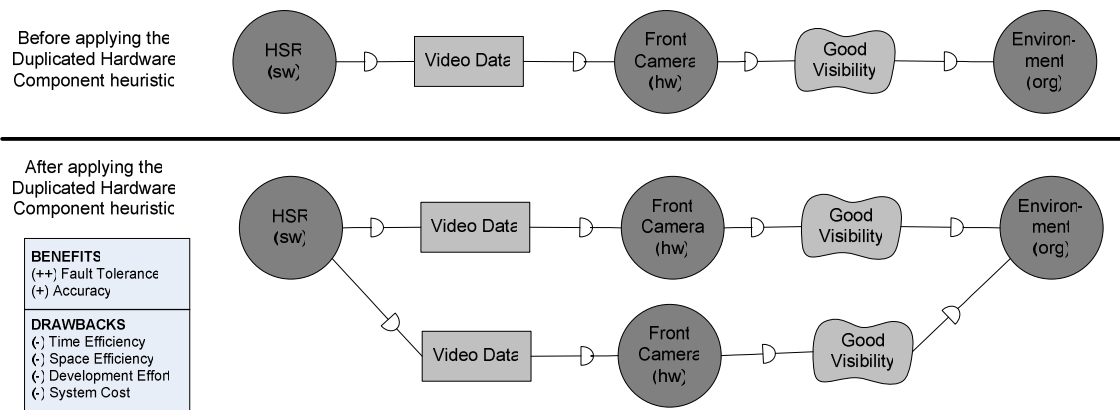 Before applying the
Duplicated Hardware
Component heuristic
HSR
(sw)
Video Data
Front
Camera
(hw)
Good
Visibility
Environ-
ment
(org)
After applying the
Duplicated Hardware
Component heuristic
HSR
(sw)
Video Data
Front
Camera
(hw)
Good
Visibility
Environ-
ment
(org)
Video Data
Front
Camera
(hw)
Good
Visibility
BENEFITS
(++) Fault Tolerance
(+) Accuracy
DRAWBACKS
(-) Time Efficiency
(-) Space Efficiency
(-) Development Effort
(-) System Cost